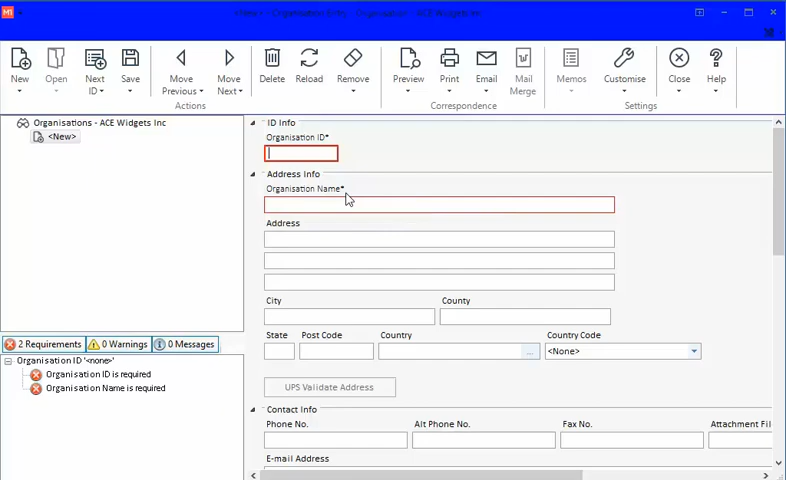 M1
<New> - Organisation Entry - Organisation - ACE Widgets Inc
New Open Next ID Save Move Previous Move Next Delete Reload Remove Preview Print Email Mail Merge Memos Customise Close Help
Actions Correspondence Settings
Organisations - ACE Widgets Inc
<New>
2 Requirements 0 Warnings 0 Messages
Organisation ID '<none>'
Organisation ID is required
Organisation Name is required
ID Info
Organisation ID*
Address Info
Organisation Name*
Address
City County
State Post Code Country Country Code
... <None>
UPS Validate Address
Contact Info
Phone No. Alt Phone No. Fax No. Attachment Fil
E-mail Address